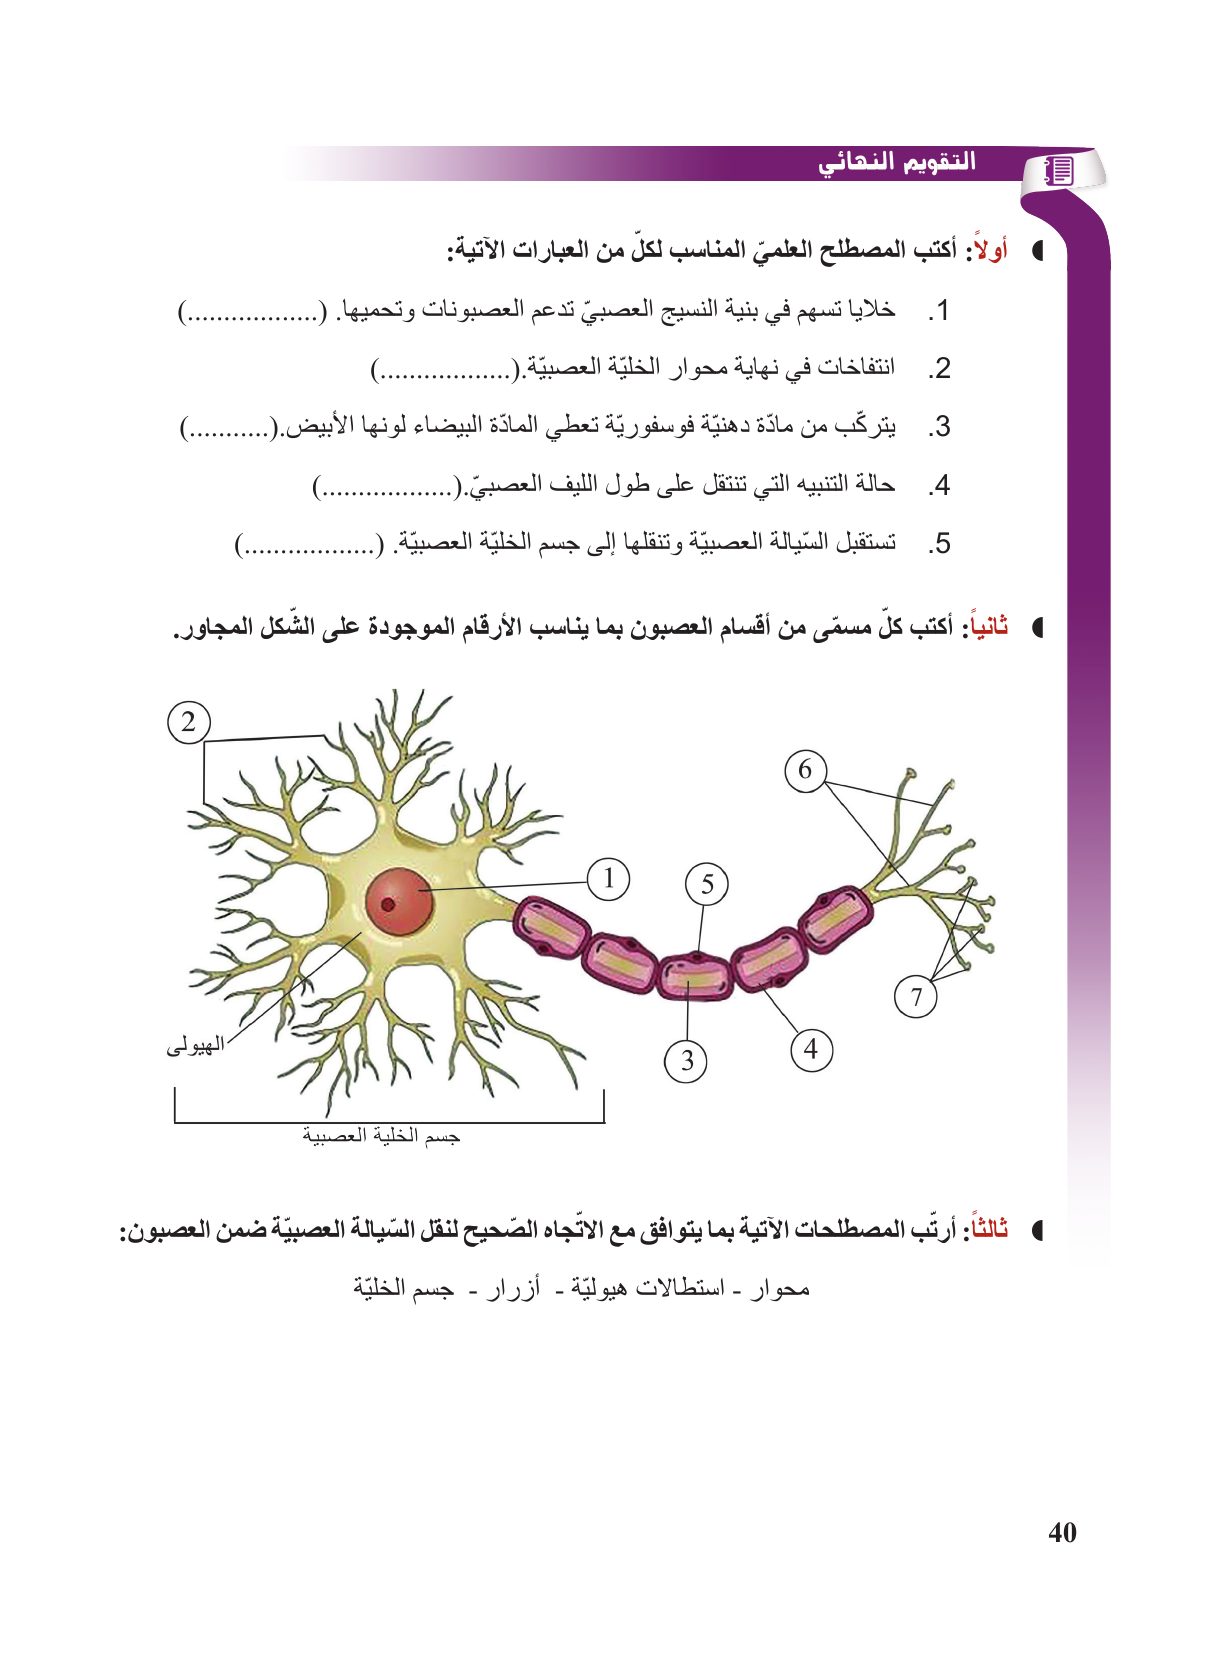 التقويم النهائي
أولاً: أكتب المصطلح العلميّ المناسب لكلّ من العبارات الآتية:
1. خلايا تسهم في بنية النسيج العصبيّ تدعم العصبونات وتحميها. (..................)
2. انتفاخات في نهاية محوار الخليّة العصبيّة.(..................)
3. يتركّب من مادّة دهنيّة فوسفوريّة تعطي المادّة البيضاء لونها الأبيض.(...........)
4. حالة التنبيه التي تنتقل على طول الليف العصبيّ.(..................)
5. تستقبل السّيالة العصبيّة وتنقلها إلى جسم الخليّة العصبيّة. (..................)
ثانياً: أكتب كلّ مسمّى من أقسام العصبون بما يناسب الأرقام الموجودة على الشّكل المجاور.
2
6
1
5
7
3
4
الهيولى
جسم الخلية العصبية
ثالثاً: أرتّب المصطلحات الآتية بما يتوافق مع الاتّجاه الصّحيح لنقل السّيالة العصبيّة ضمن العصبون:
محوار - استطالات هيوليّة - أزرار - جسم الخليّة
40